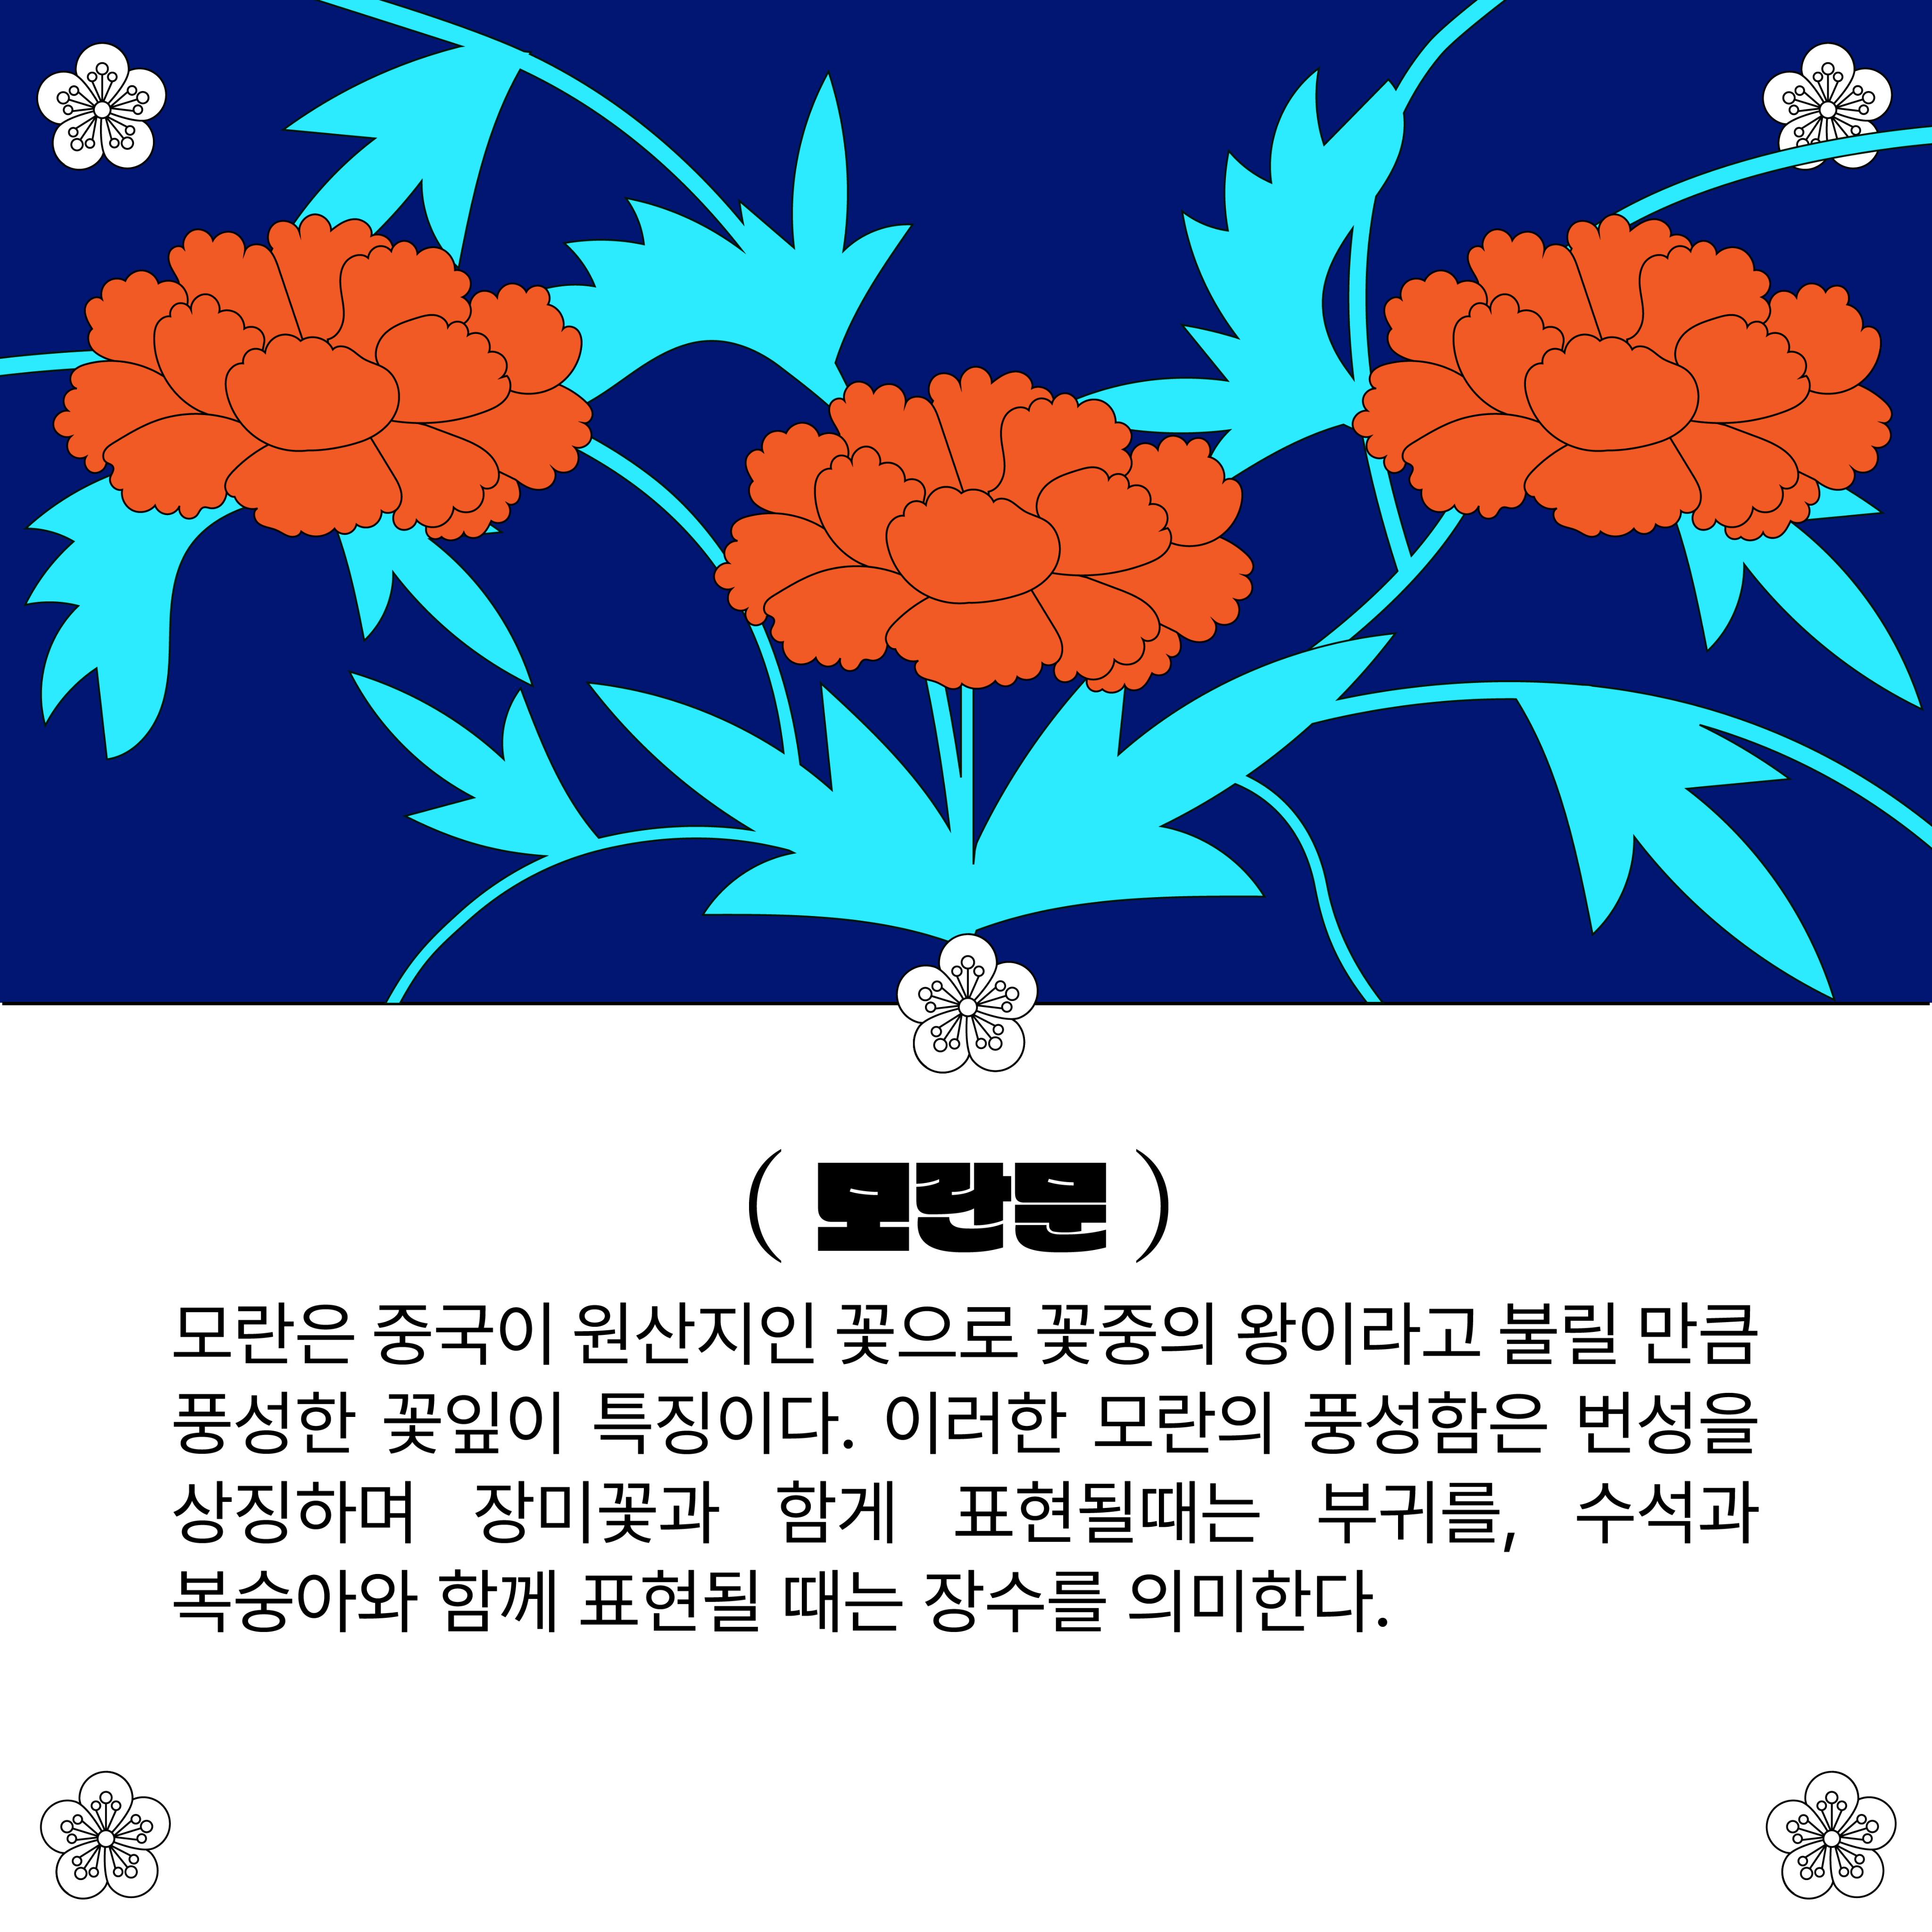 (모란문 )
모란은 중국이 원산지인 꽃으로 꽃중의 왕이라고 불릴 만큼
풍성한 꽃잎이 특징이다. 이러한 모란의 풍성함은 번성을
상징하며 장미꽃과 함게 표현될때는 부귀를, 수석과
복숭아와 함께 표현될 때는 장수를 의미한다.